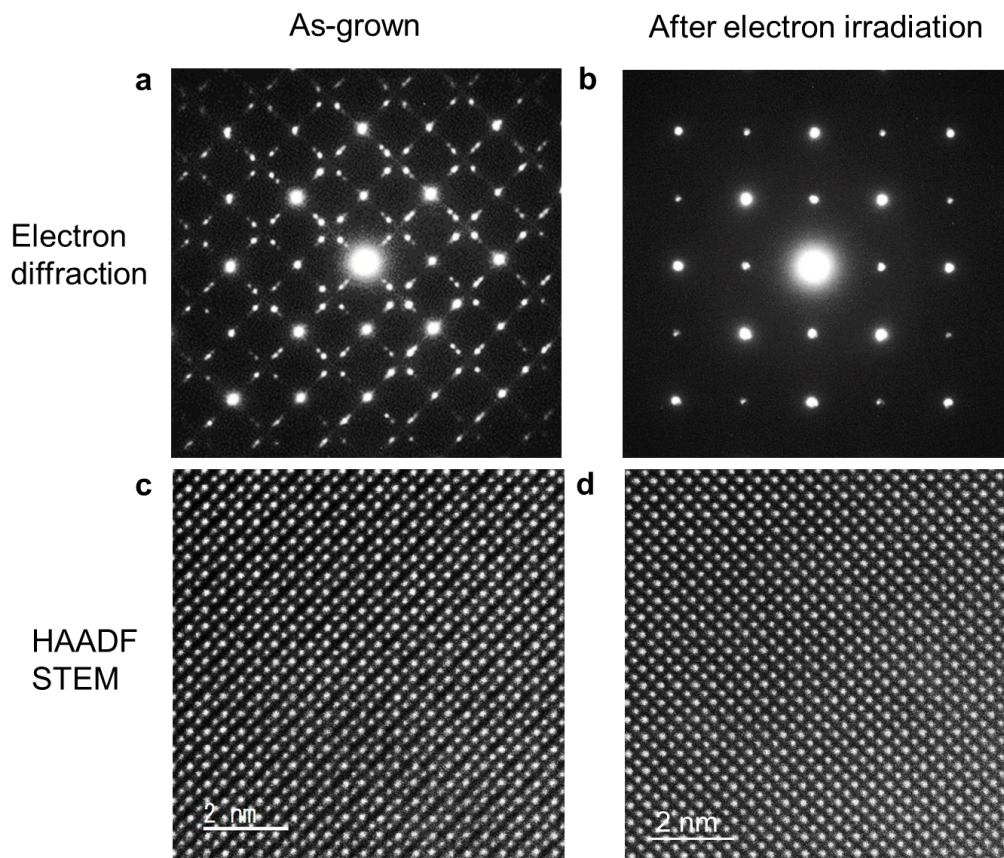 As-grown
After electron irradiation
a
b
Electron
diffraction
c
d
HAADF
STEM
2 nm
2 nm